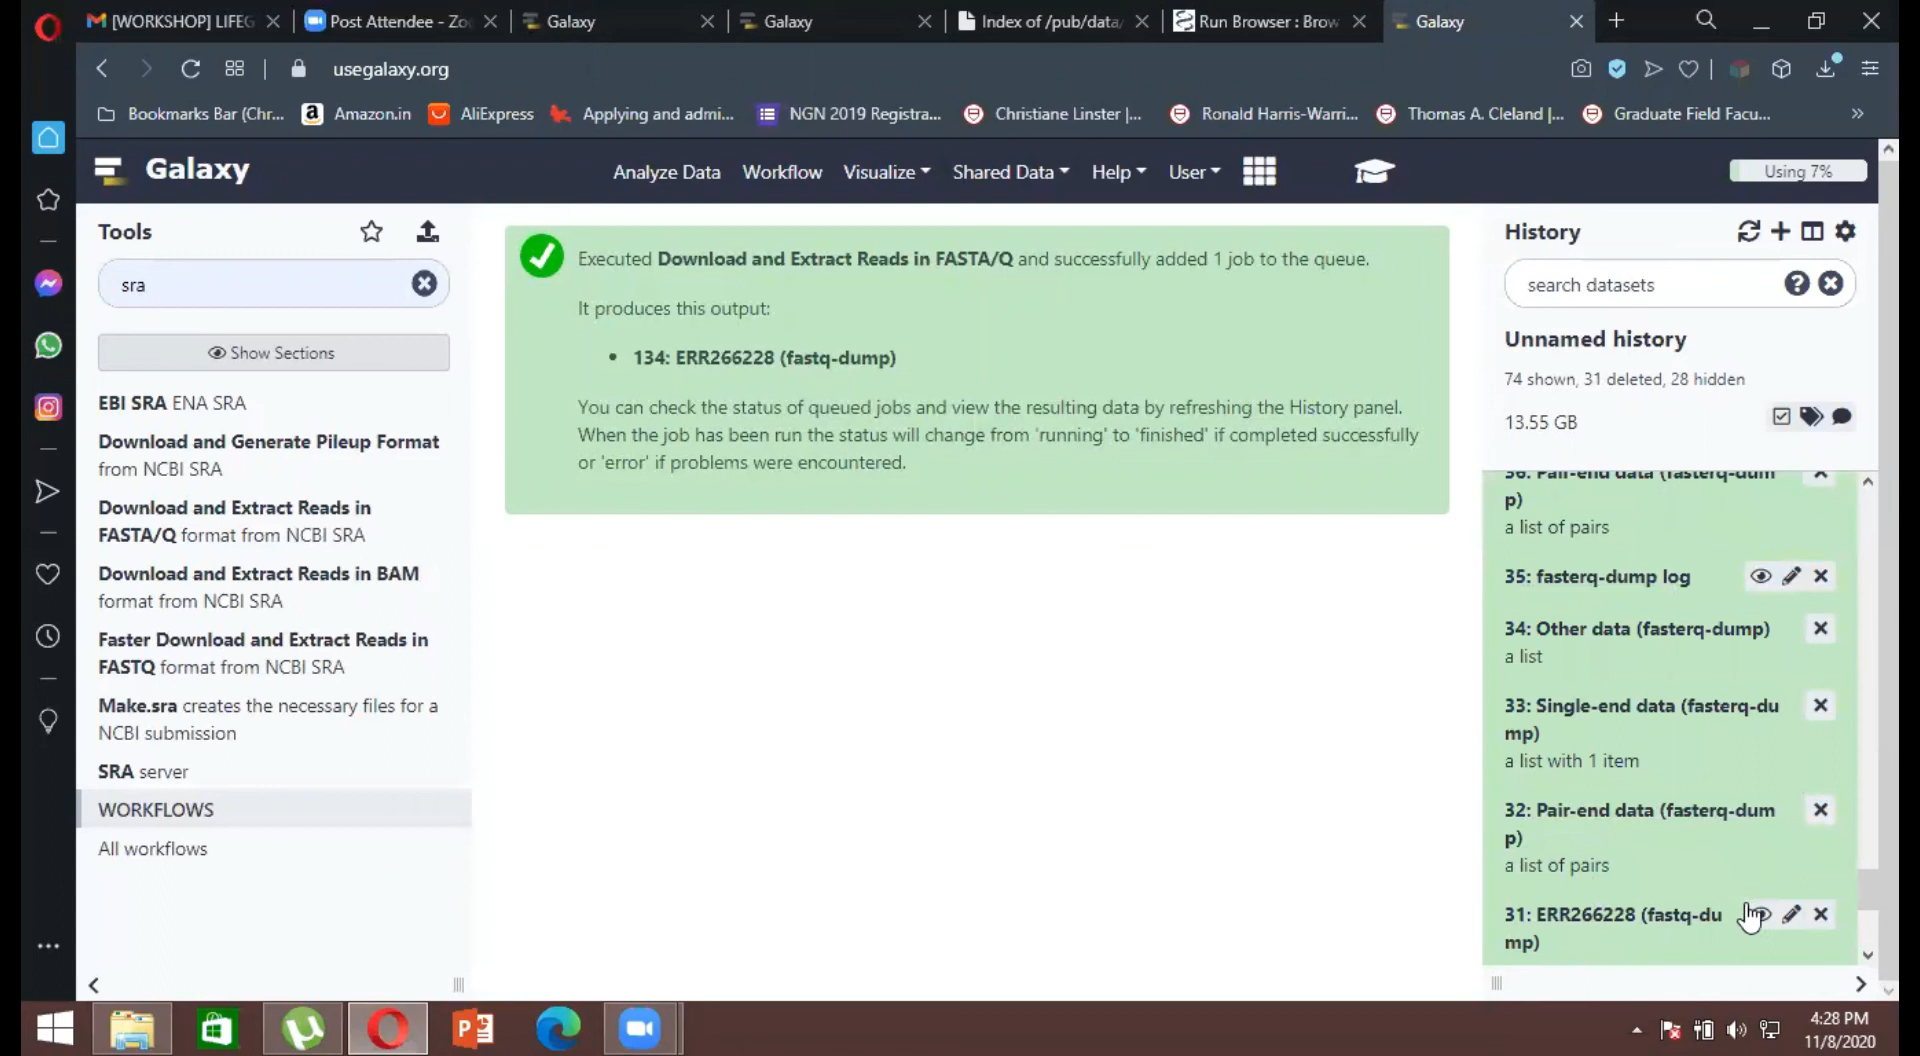 [WORKSHOP] LIFEG
Post Attendee - Zoo
Galaxy
Galaxy
Index of /pub/data/
Run Browser : Brow
Galaxy
usegalaxy.org
Bookmarks Bar (Chr...
Amazon.in
AliExpress
Applying and admi...
NGN 2019 Registra...
Christiane Linster |...
Ronald Harris-Warri...
Thomas A. Cleland |...
Graduate Field Facu...
Galaxy
Analyze Data
Workflow
Visualize
Shared Data
Help
User
Using 7%
Tools
sra
Show Sections
EBI SRA ENA SRA
Download and Generate Pileup Format
from NCBI SRA
Download and Extract Reads in
FASTA/Q format from NCBI SRA
Download and Extract Reads in BAM
format from NCBI SRA
Faster Download and Extract Reads in
FASTQ format from NCBI SRA
Make.sra creates the necessary files for a
NCBI submission
SRA server
WORKFLOWS
All workflows
Executed Download and Extract Reads in FASTA/Q and successfully added 1 job to the queue.
It produces this output:
• 134: ERR266228 (fastq-dump)
You can check the status of queued jobs and view the resulting data by refreshing the History panel.
When the job has been run the status will change from 'running' to 'finished' if completed successfully
or 'error' if problems were encountered.
History
search datasets
Unnamed history
74 shown, 31 deleted, 28 hidden
13.55 GB
36: Pair-end data (fasterq-dum
p)
a list of pairs
35: fasterq-dump log
34: Other data (fasterq-dump)
a list
33: Single-end data (fasterq-du
mp)
a list with 1 item
32: Pair-end data (fasterq-dum
p)
a list of pairs
31: ERR266228 (fastq-du
mp)
4:28 PM
11/8/2020